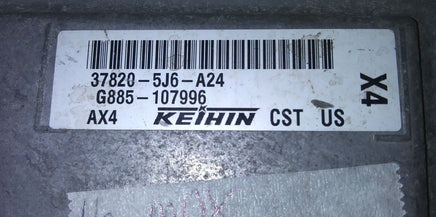 37820-5J6-A24
G885-107996
AX4 KEIHIN CST US
X4